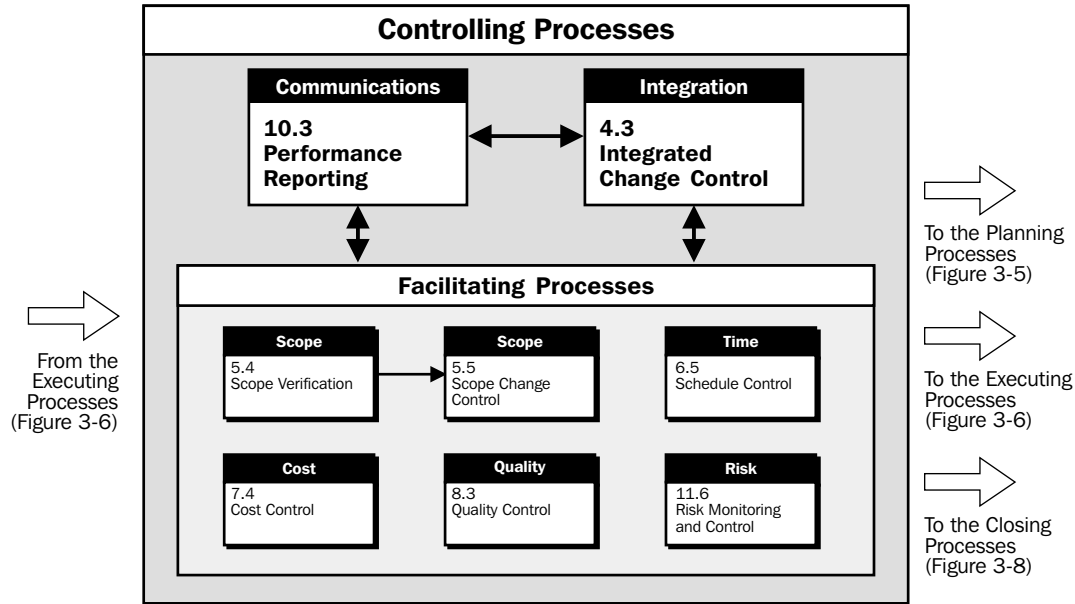 Controlling Processes
Communications
10.3
Performance
Reporting
Integration
4.3
Integrated
Change Control
Facilitating Processes
Scope
5.4
Scope Verification
Scope
5.5
Scope Change
Control
Time
6.5
Schedule Control
Cost
7.4
Cost Control
Quality
8.3
Quality Control
Risk
11.6
Risk Monitoring
and Control
From the
Executing
Processes
(Figure 3-6)
To the Planning
Processes
(Figure 3-5)
To the Executing
Processes
(Figure 3-6)
To the Closing
Processes
(Figure 3-8)